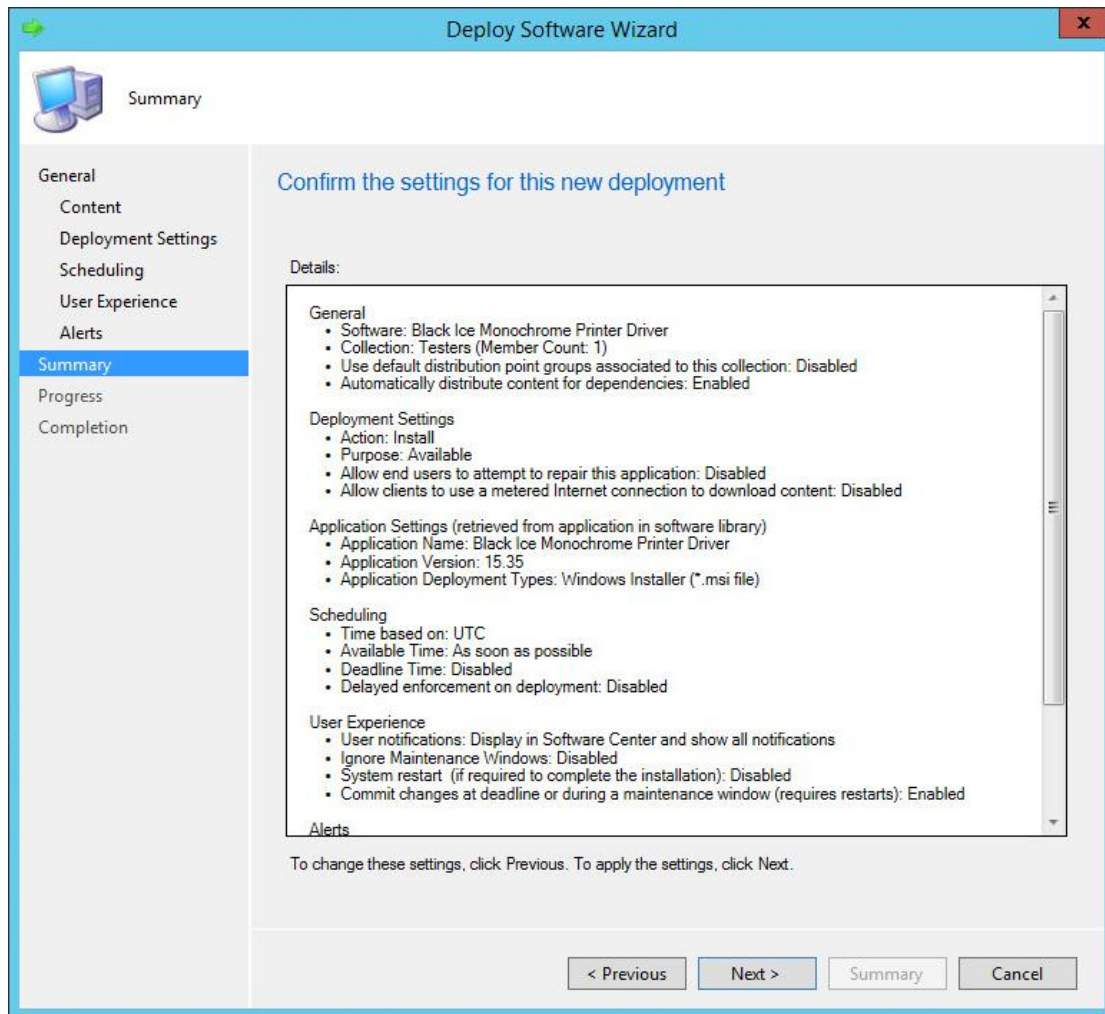 Deploy Software Wizard
x
Summary
General
Content
Deployment Settings
Scheduling
User Experience
Alerts
Summary
Progress
Completion
Confirm the settings for this new deployment
Details:
General
• Software: Black Ice Monochrome Printer Driver
• Collection: Testers (Member Count: 1)
• Use default distribution point groups associated to this collection: Disabled
• Automatically distribute content for dependencies: Enabled
Deployment Settings
• Action: Install
• Purpose: Available
• Allow end users to attempt to repair this application: Disabled
• Allow clients to use a metered Internet connection to download content: Disabled
Application Settings (retrieved from application in software library)
• Application Name: Black Ice Monochrome Printer Driver
• Application Version: 15.35
• Application Deployment Types: Windows Installer (*.msi file)
Scheduling
• Time based on: UTC
• Available Time: As soon as possible
• Deadline Time: Disabled
• Delayed enforcement on deployment: Disabled
User Experience
• User notifications: Display in Software Center and show all notifications
• Ignore Maintenance Windows: Disabled
• System restart  (if required to complete the installation): Disabled
• Commit changes at deadline or during a maintenance window (requires restarts): Enabled
Alerts
To change these settings, click Previous. To apply the settings, click Next.
< Previous
Next >
Summary
Cancel